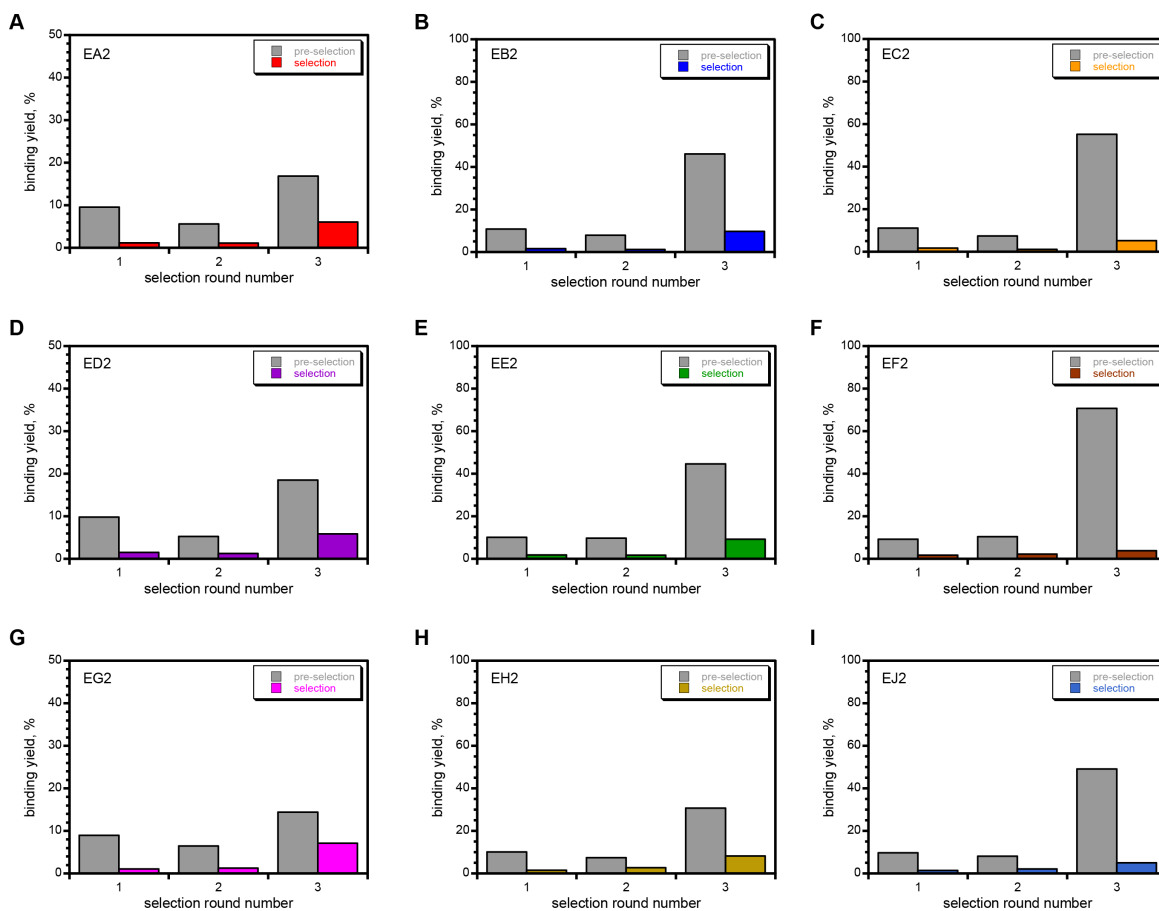 A
EA2
pre-selection
selection
binding yield, %
50
40
30
20
10
0
1 2 3
selection round number
B
EB2
pre-selection
selection
binding yield, %
100
80
60
40
20
0
1 2 3
selection round number
C
EC2
pre-selection
selection
binding yield, %
100
80
60
40
20
0
1 2 3
selection round number
D
ED2
pre-selection
selection
binding yield, %
50
40
30
20
10
0
1 2 3
selection round number
E
EE2
pre-selection
selection
binding yield, %
100
80
60
40
20
0
1 2 3
selection round number
F
EF2
pre-selection
selection
binding yield, %
100
80
60
40
20
0
1 2 3
selection round number
G
EG2
pre-selection
selection
binding yield, %
50
40
30
20
10
0
1 2 3
selection round number
H
EH2
pre-selection
selection
binding yield, %
100
80
60
40
20
0
1 2 3
selection round number
I
EJ2
pre-selection
selection
binding yield, %
100
80
60
40
20
0
1 2 3
selection round number